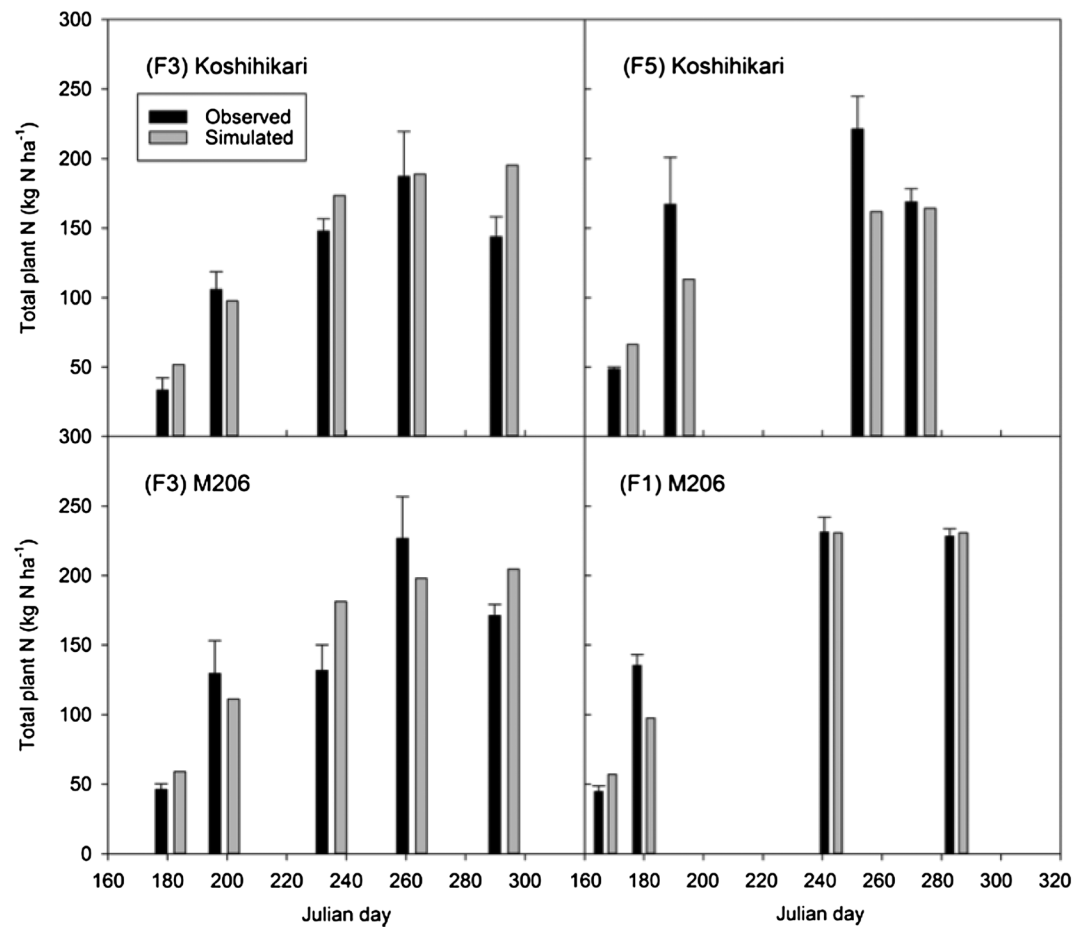 300
(F3) Koshihikari
(F5) Koshihikari
250
Observed
Simulated
200
150
100
50
Total plant N (kg N ha⁻¹)
300
(F3) M206
(F1) M206
250
200
150
100
50
0
Total plant N (kg N ha⁻¹)
160 180 200 220 240 260 280 300 160 180 200 220 240 260 280 300 320
Julian day
Julian day